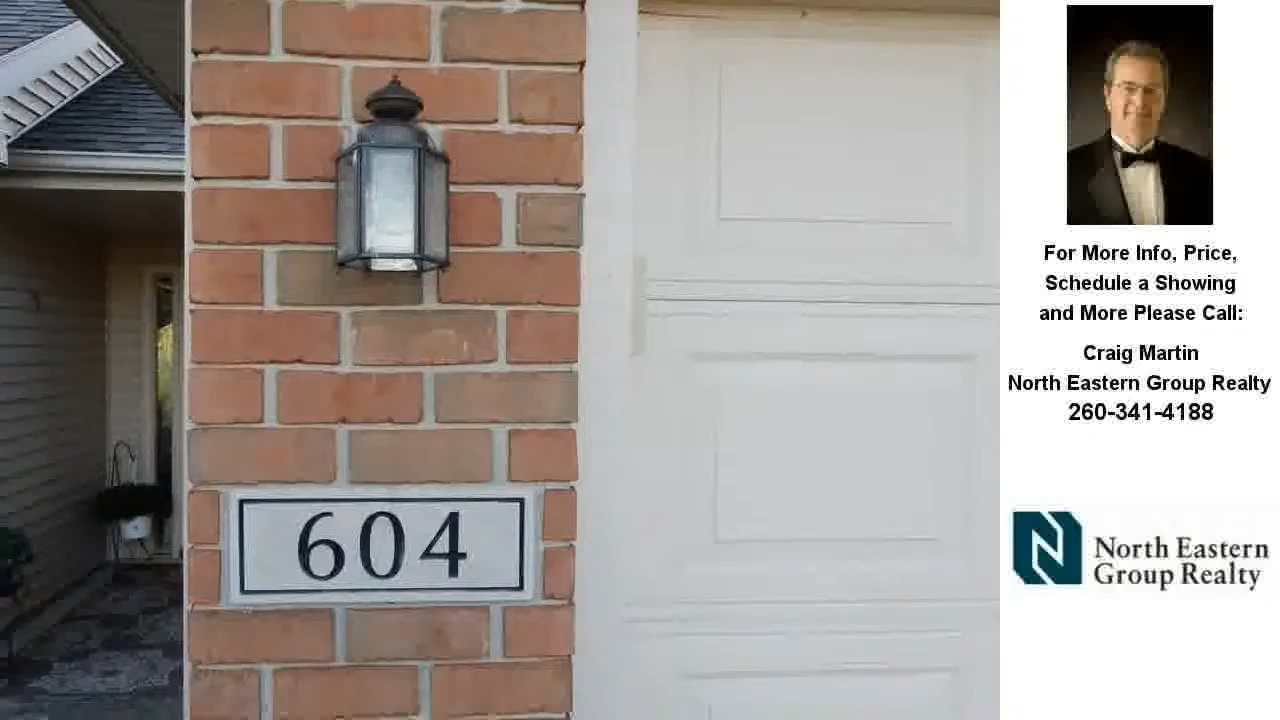 604
For More Info, Price,
Schedule a Showing
and More Please Call:
Craig Martin
North Eastern Group Realty
260-341-4188
N North Eastern
Group Realty